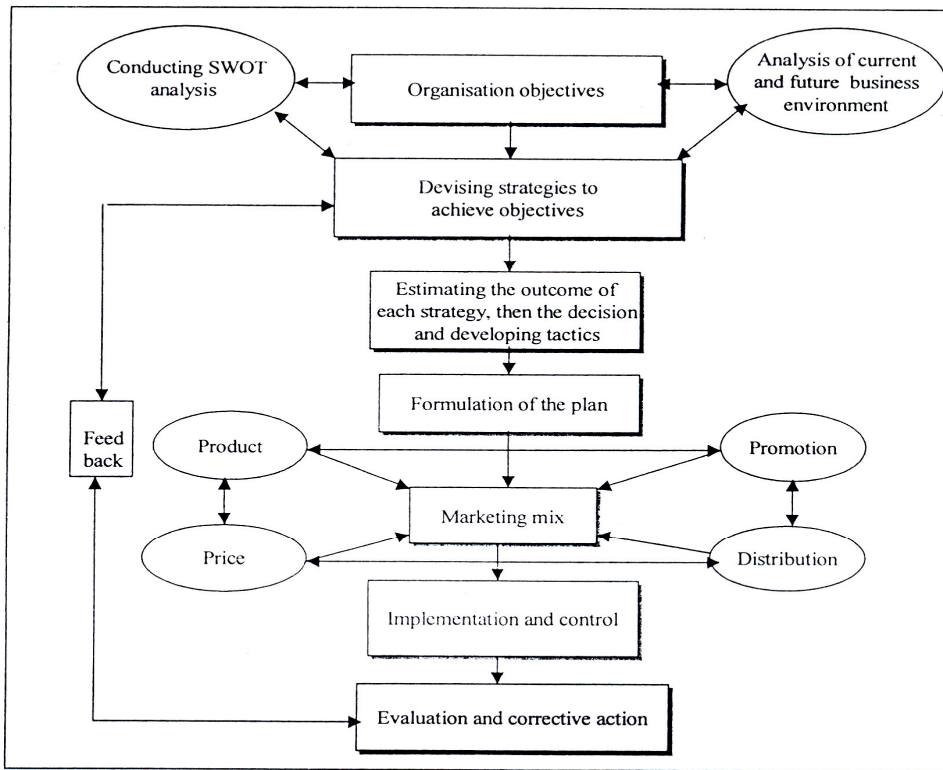 Conducting SWOT
analysis
Organisation objectives
Analysis of current
and future business
environment
Devising strategies to
achieve objectives
Estimating the outcome of
each strategy, then the decision
and developing tactics
Formulation of the plan
Feed
back
Product
Promotion
Marketing mix
Price
Distribution
Implementation and control
Evaluation and corrective action